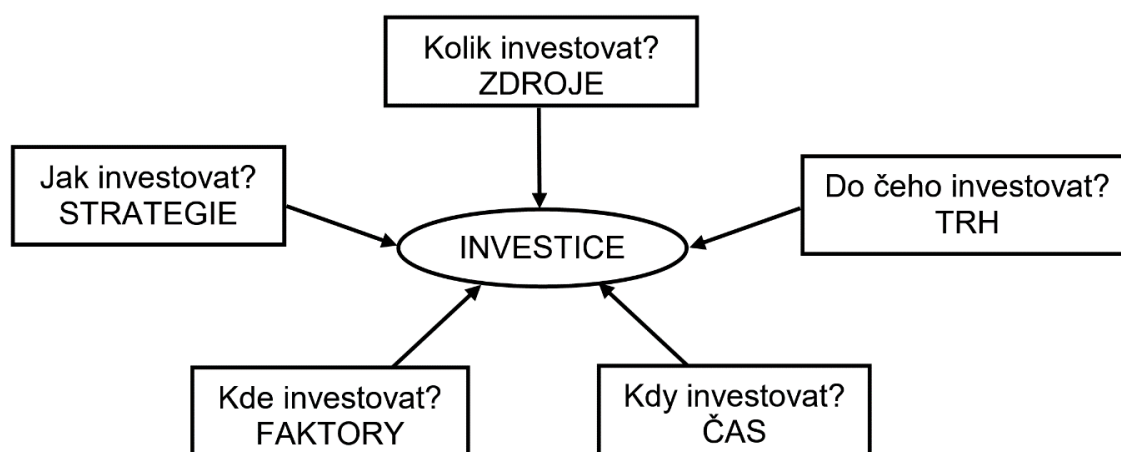 Kolik investovat?
ZDROJE
Jak investovat?
STRATEGIE
Do čeho investovat?
TRH
INVESTICE
Kde investovat?
FAKTORY
Kdy investovat?
ČAS